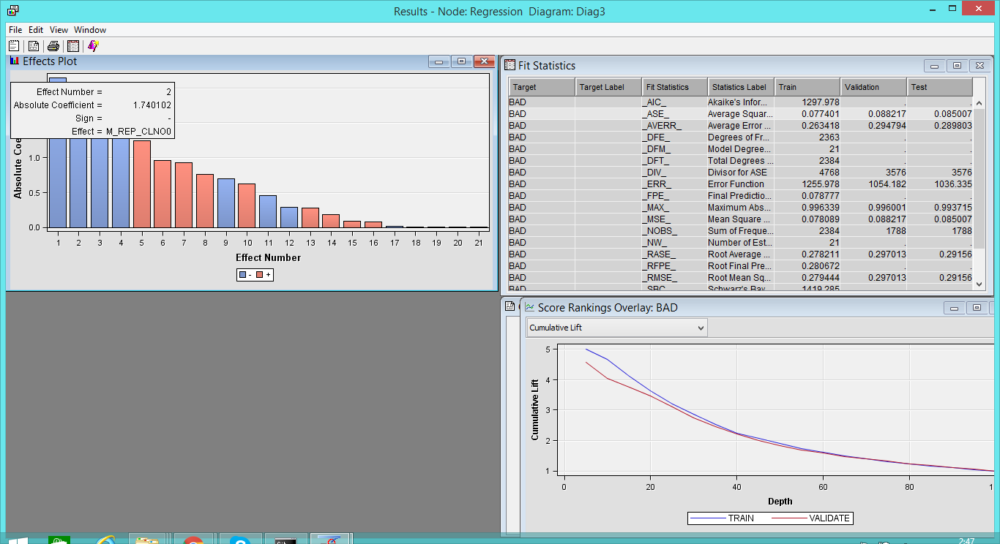 Results - Node: Regression Diagram: Diag3
File Edit View Window
Effects Plot
Effect Number = 2
Absolute Coefficient = 1.740102
Sign = -
Effect = M_REP_CLNO0
Absolute Coe
1.0
0.5
0.0
1 2 3 4 5 6 7 8 9 10 11 12 13 14 15 16 17 18 19 20 21
Effect Number
- +
Fit Statistics
Target Target Label Fit Statistics Statistics Label Train Validation Test
BAD _AIC_ Akaike's Infor... 1297.978 . .
BAD _ASE_ Average Squar... 0.077401 0.088217 0.085007
BAD _AVERR_ Average Error ... 0.263418 0.294794 0.289803
BAD _DFE_ Degrees of Fr... 2363 . .
BAD _DFM_ Model Degree... 21 . .
BAD _DFT_ Total Degrees ... 2384 . .
BAD _DIV_ Divisor for ASE 4768 3576 3576
BAD _ERR_ Error Function 1255.978 1054.182 1036.335
BAD _FPE_ Final Predictio... 0.078777 . .
BAD _MAX_ Maximum Abs... 0.996339 0.996001 0.993715
BAD _MSE_ Mean Square ... 0.078089 0.088217 0.085007
BAD _NOBS_ Sum of Freque... 2384 1788 1788
BAD _NW_ Number of Est... 21 . .
BAD _RASE_ Root Average ... 0.278211 0.297013 0.29156
BAD _RFPE_ Root Final Pre... 0.280672 . .
BAD _RMSE_ Root Mean Sq... 0.279444 0.297013 0.29156
BAD _SBC_ Schwarz's Bay... 1419.285
Score Rankings Overlay: BAD
Cumulative Lift
Cumulative Lift
5
4
3
2
1
0 20 40 60 80 1
Depth
TRAIN VALIDATE
2:47